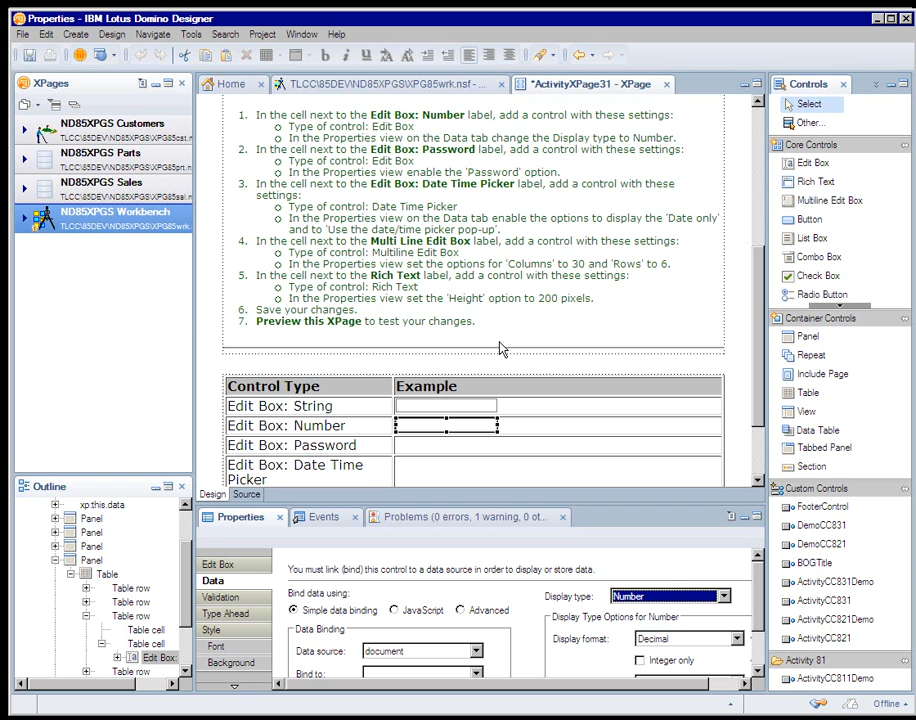 Properties - IBM Lotus Domino Designer
File Edit Create Design Navigate Tools Search Project Window Help
XPages
ND85XPGS Customers
TLCC\85DEV\ND85XPGS\XPG85cst.n
ND85XPGS Parts
TLCC\85DEV\ND85XPGS\XPG85prt.n
ND85XPGS Sales
TLCC\85DEV\ND85XPGS\XPG85sal.n
ND85XPGS Workbench
TLCC\85DEV\ND85XPGS\XPG85wrk.
Home
TLCC\85DEV\ND85XPGS\XPG85wrk.nsf -
*ActivityXPage31 - XPage
1. In the cell next to the Edit Box: Number label, add a control with these settings:
o Type of control: Edit Box
o In the Properties view on the Data tab change the Display type to Number.
2. In the cell next to the Edit Box: Password label, add a control with these settings:
o Type of control: Edit Box
o In the Properties view enable the 'Password' option.
3. In the cell next to the Edit Box: Date Time Picker label, add a control with these
settings:
o Type of control: Date Time Picker
o In the Properties view on the Data tab enable the options to display the 'Date only'
and to 'Use the date/time picker pop-up'.
4. In the cell next to the Multi Line Edit Box label, add a control with these settings:
o Type of control: Multiline Edit Box
o In the Properties view set the options for 'Columns' to 30 and 'Rows' to 6.
5. In the cell next to the Rich Text label, add a control with these settings:
o Type of control: Rich Text
o In the Properties view set the 'Height' option to 200 pixels.
6. Save your changes.
7. Preview this XPage to test your changes.
Control Type Example
Edit Box: String
Edit Box: Number
Edit Box: Password
Edit Box: Date Time
Picker
Design Source
Controls
Select
Other...
Core Controls
Edit Box
Rich Text
Multiline Edit Box
Button
List Box
Combo Box
Check Box
Radio Button
Container Controls
Panel
Repeat
Include Page
Table
View
Data Table
Tabbed Panel
Section
Custom Controls
FooterControl
DemoCC831
DemoCC821
BOGTitle
ActivityCC831Demo
ActivityCC831
ActivityCC821Demo
ActivityCC821
Activity 81
ActivityCC811Demo
Outline
xp:this.data
Panel
Panel
Panel
Panel
Table
Table row
Table row
Table row
Table cell
Table cell
Edit Box:
Table row
Properties
Events
Problems (0 errors, 1 warning, 0 ot...
Edit Box
Data
Validation
Type Ahead
Style
Font
Background
You must link (bind) this control to a data source in order to display or store data.
Bind data using:
Simple data binding JavaScript Advanced
Data Binding
Data source: document
Bind to:
Display type: Number
Display Type Options for Number
Display format: Decimal
Integer only
Offline